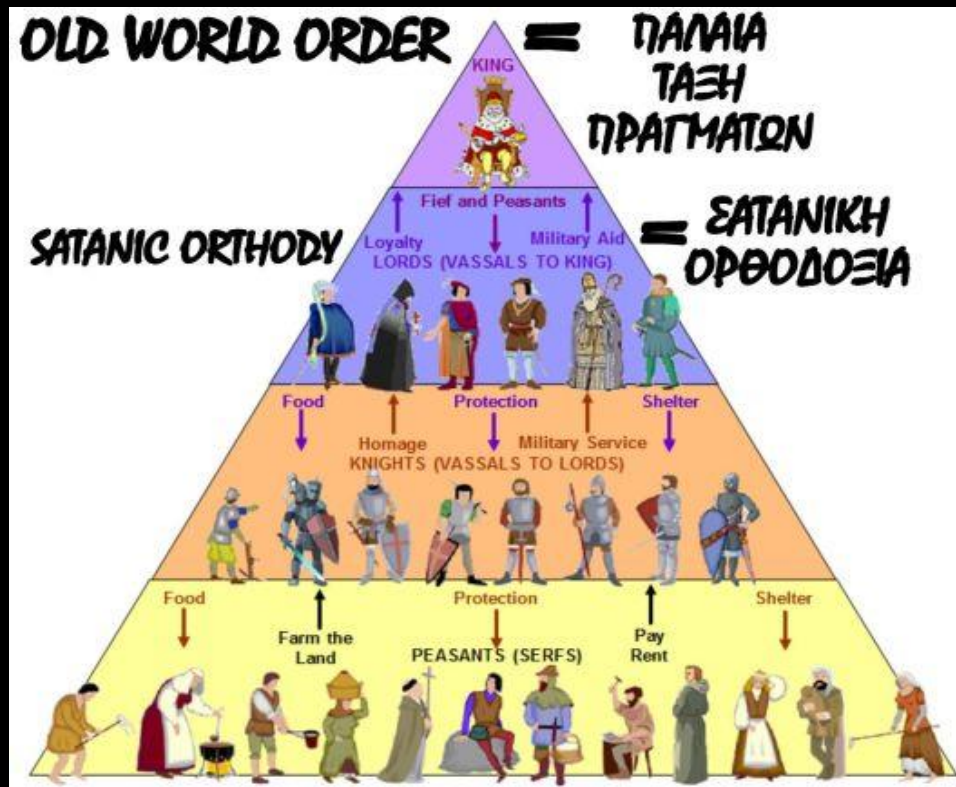 OLD WORLD ORDER = ΠΑΛΑΙΑ
ΤΑΞΗ
ΠΡΑΓΜΑΤΩΝ
KING
Fief and Peasants
SATANIC ORTHODY = ΣΑΤΑΝΙΚΗ
ΟΡΘΟΔΟΞΙΑ
Loyalty Military Aid
LORDS (VASSALS TO KING)
Food Protection Shelter
Homage Military Service
KNIGHTS (VASSALS TO LORDS)
Food Protection Shelter
Farm the Land
Pay Rent
PEASANTS (SERFS)